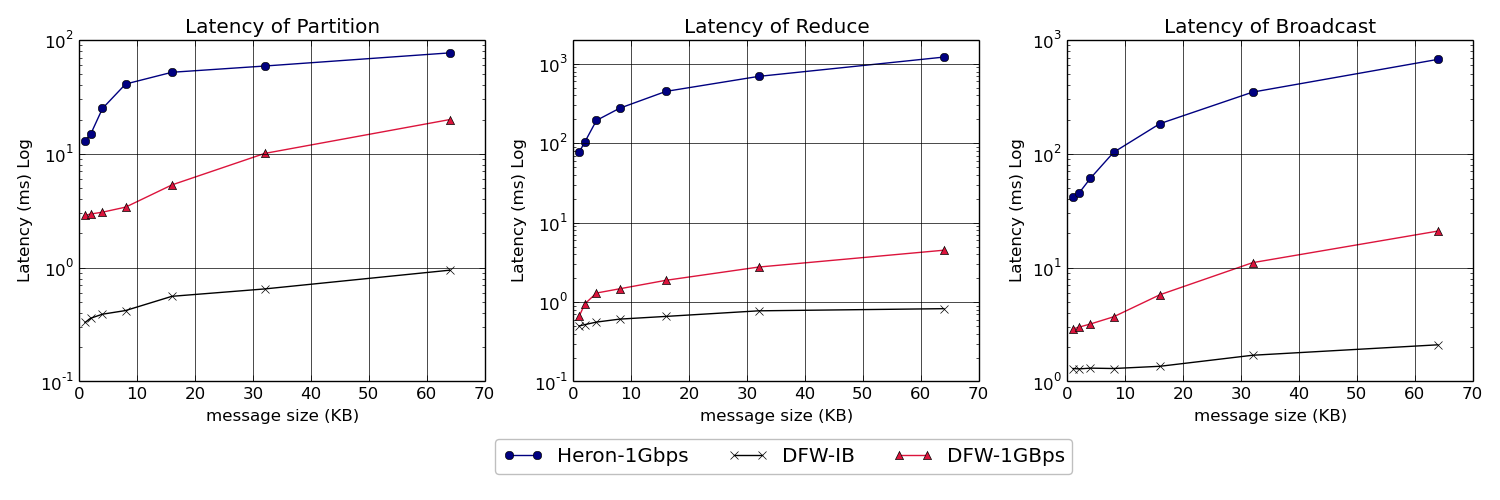 Latency of Partition
Latency (ms) Log
10^2
10^1
10^0
10^-1
0 10 20 30 40 50 60 70
message size (KB)
Latency of Reduce
Latency (ms) Log
10^3
10^2
10^1
10^0
10^-1
0 10 20 30 40 50 60 70
message size (KB)
Latency of Broadcast
Latency (ms) Log
10^3
10^2
10^1
10^0
0 10 20 30 40 50 60 70
message size (KB)
Heron-1Gbps DFW-IB DFW-1GBps